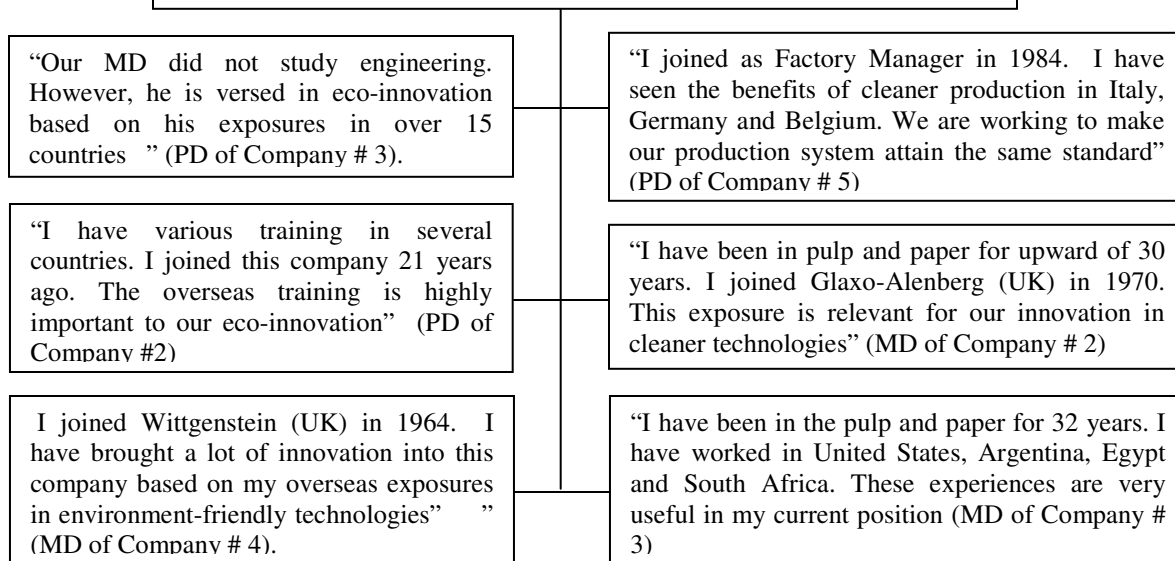 “Our MD did not study engineering.
However, he is versed in eco-innovation
based on his exposures in over 15
countries ” (PD of Company # 3).
“I joined as Factory Manager in 1984. I have
seen the benefits of cleaner production in Italy,
Germany and Belgium. We are working to make
our production system attain the same standard”
(PD of Company # 5)
“I have various training in several
countries. I joined this company 21 years
ago. The overseas training is highly
important to our eco-innovation” (PD of
Company #2)
“I have been in pulp and paper for upward of 30
years. I joined Glaxo-Alenberg (UK) in 1970.
This exposure is relevant for our innovation in
cleaner technologies” (MD of Company # 2)
I joined Wittgenstein (UK) in 1964. I
have brought a lot of innovation into this
company based on my overseas exposures
in environment-friendly technologies” ”
(MD of Company # 4).
“I have been in the pulp and paper for 32 years. I
have worked in United States, Argentina, Egypt
and South Africa. These experiences are very
useful in my current position (MD of Company #
3)